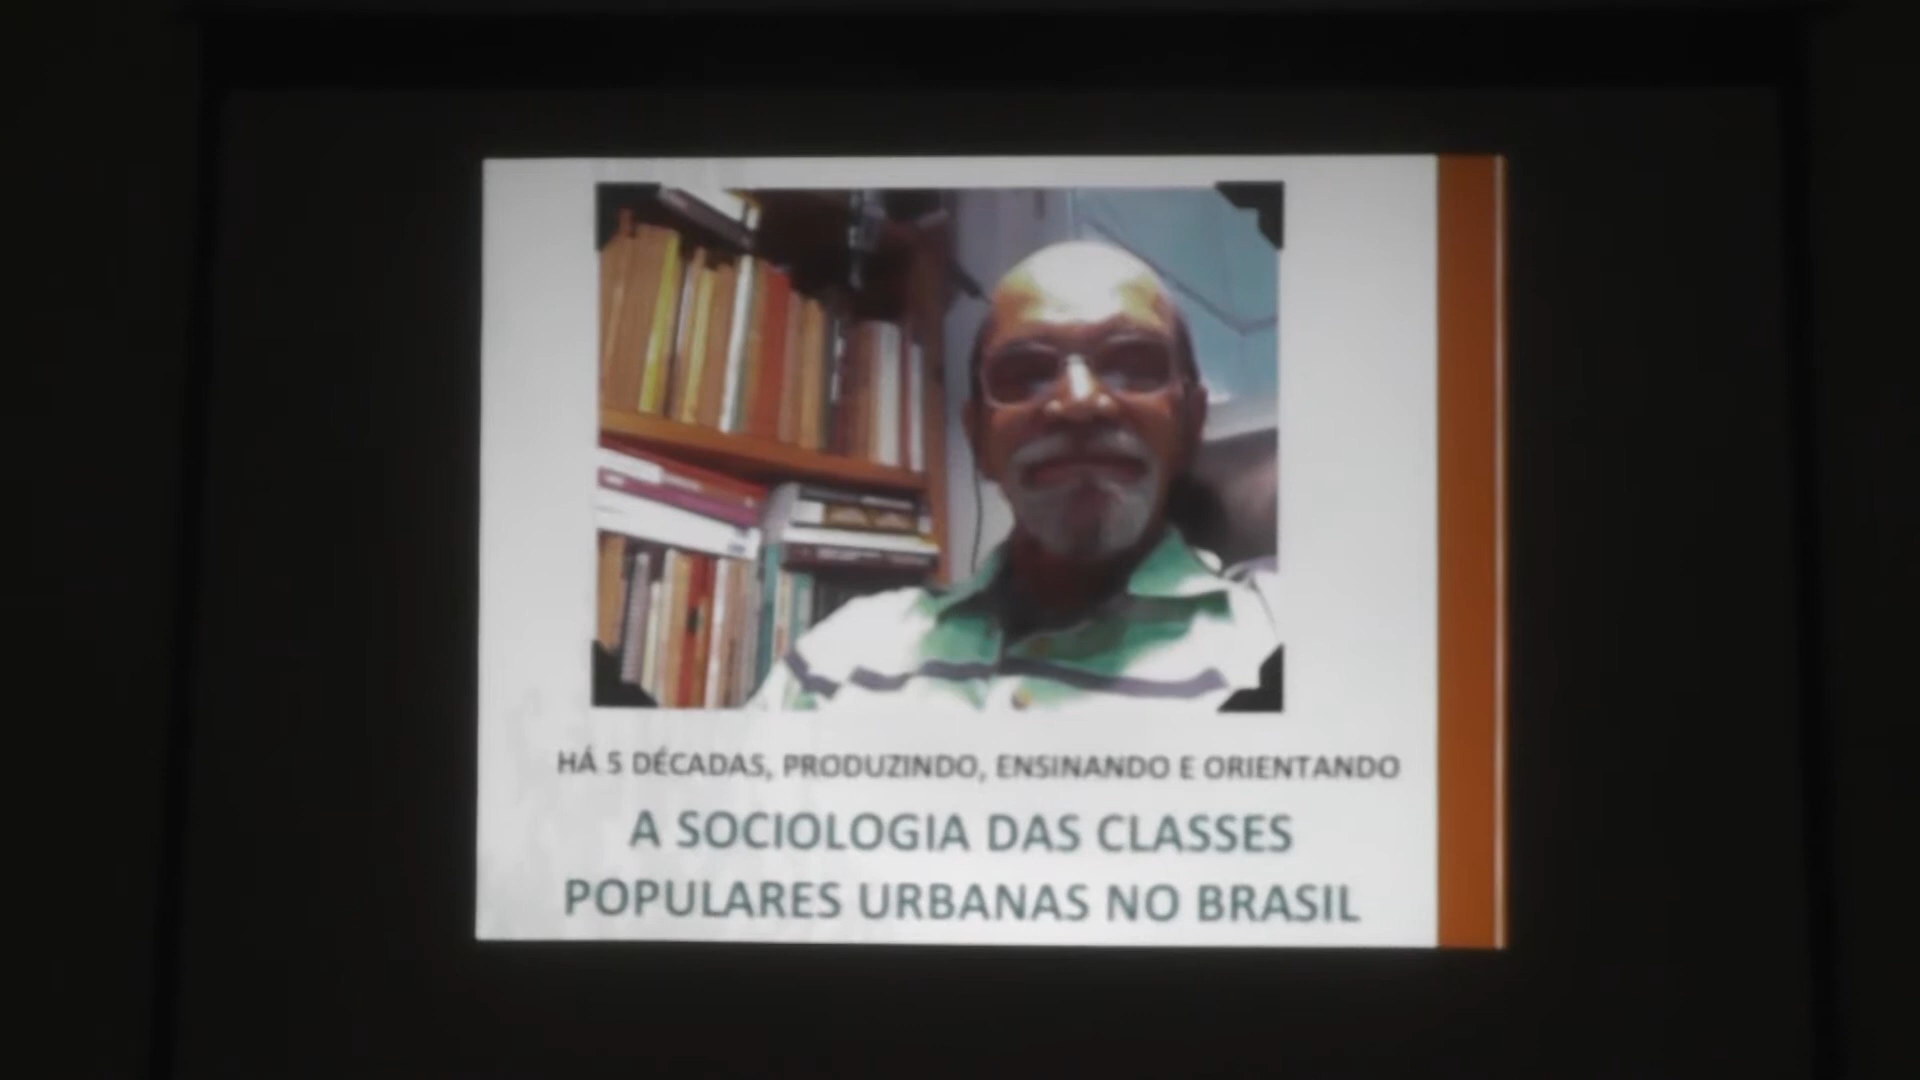 HÁ 5 DÉCADAS, PRODUZINDO, ENSINANDO E ORIENTANDO
A SOCIOLOGIA DAS CLASSES
POPULARES URBANAS NO BRASIL